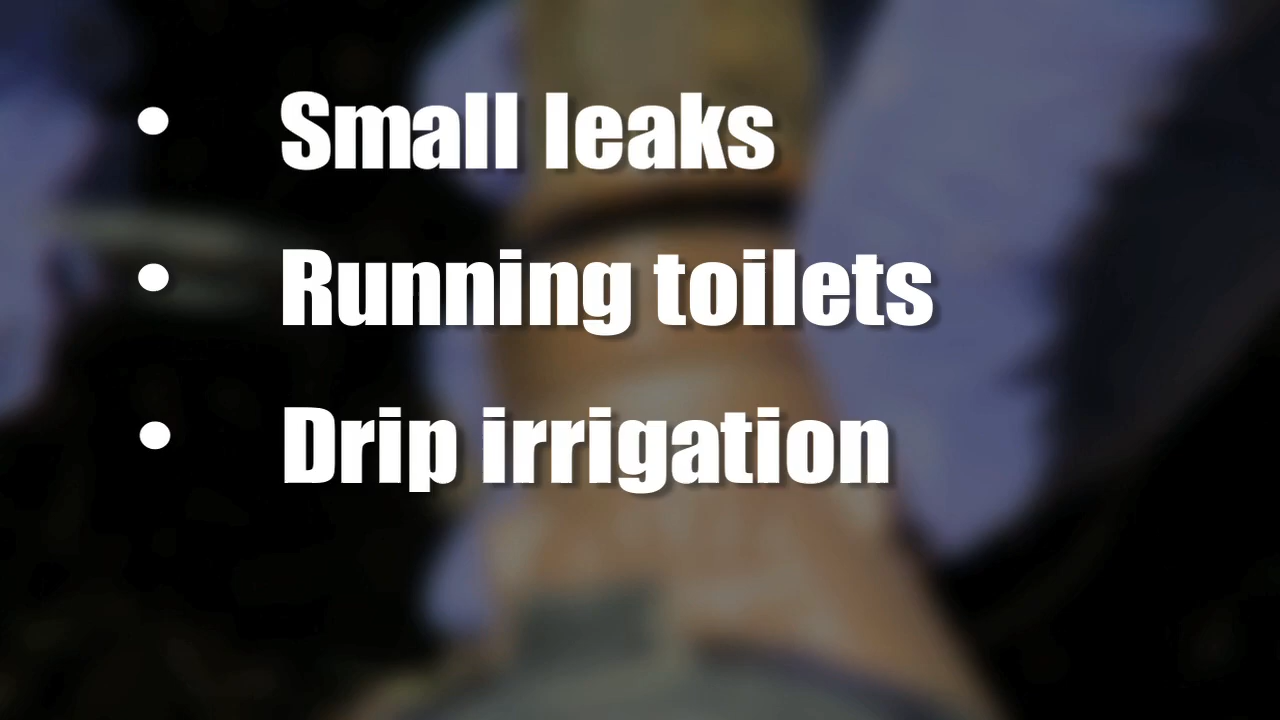 • Small leaks
• Running toilets
• Drip irrigation